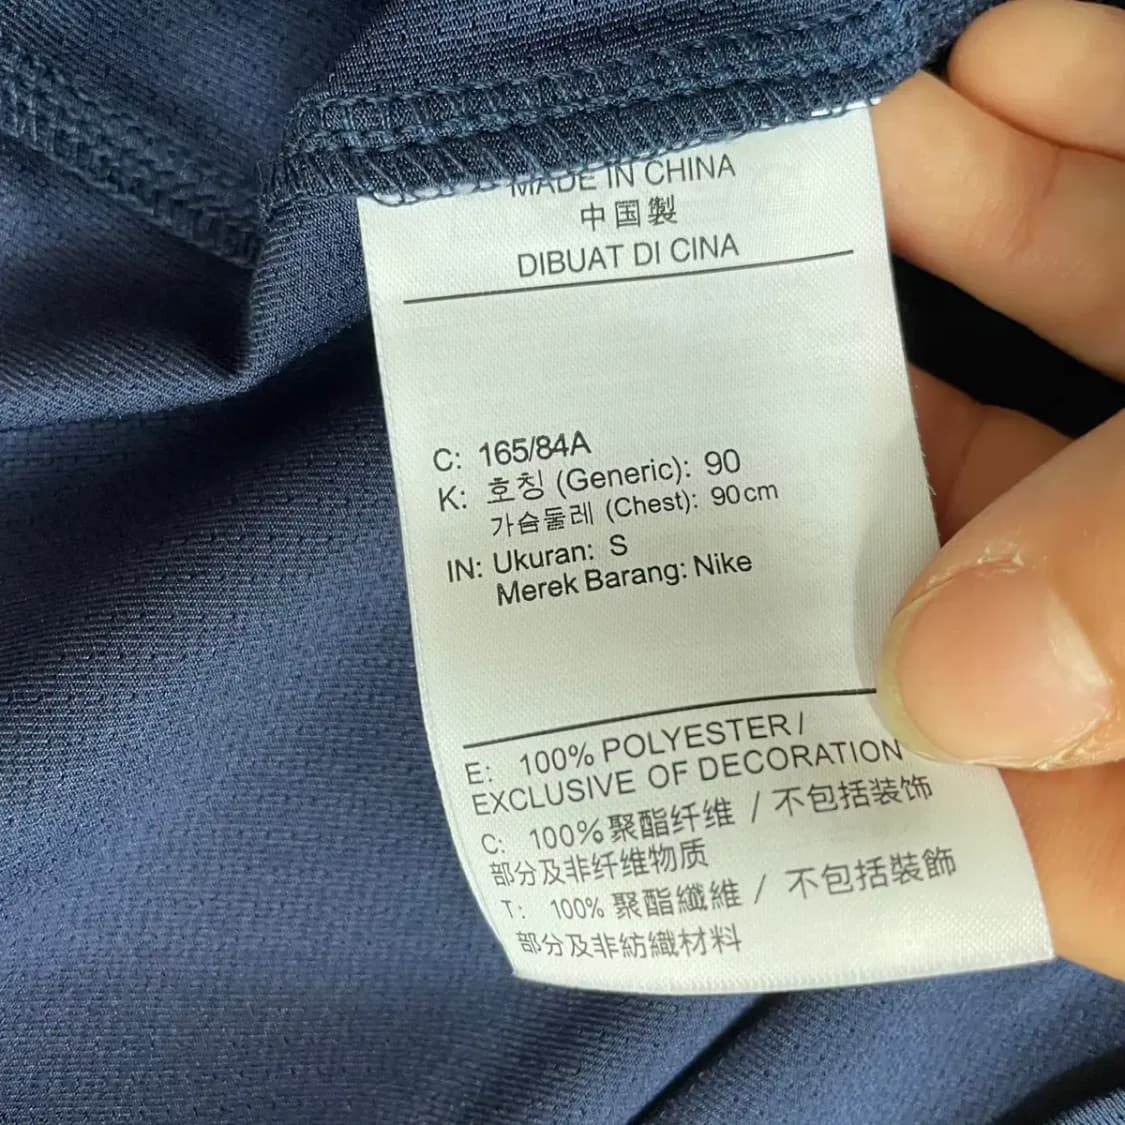 MADE IN CHINA
中国製
DIBUAT DI CINA
C: 165/84A
K: 호칭 (Generic): 90
가슴둘레 (Chest): 90cm
IN: Ukuran: S
Merek Barang: Nike
E: 100% POLYESTER /
EXCLUSIVE OF DECORATION
C: 100%聚酯纤维 / 不包括装饰
部分及非纤维物质
T: 100% 聚酯纖維 / 不包括裝飾
部分及非紡織材料